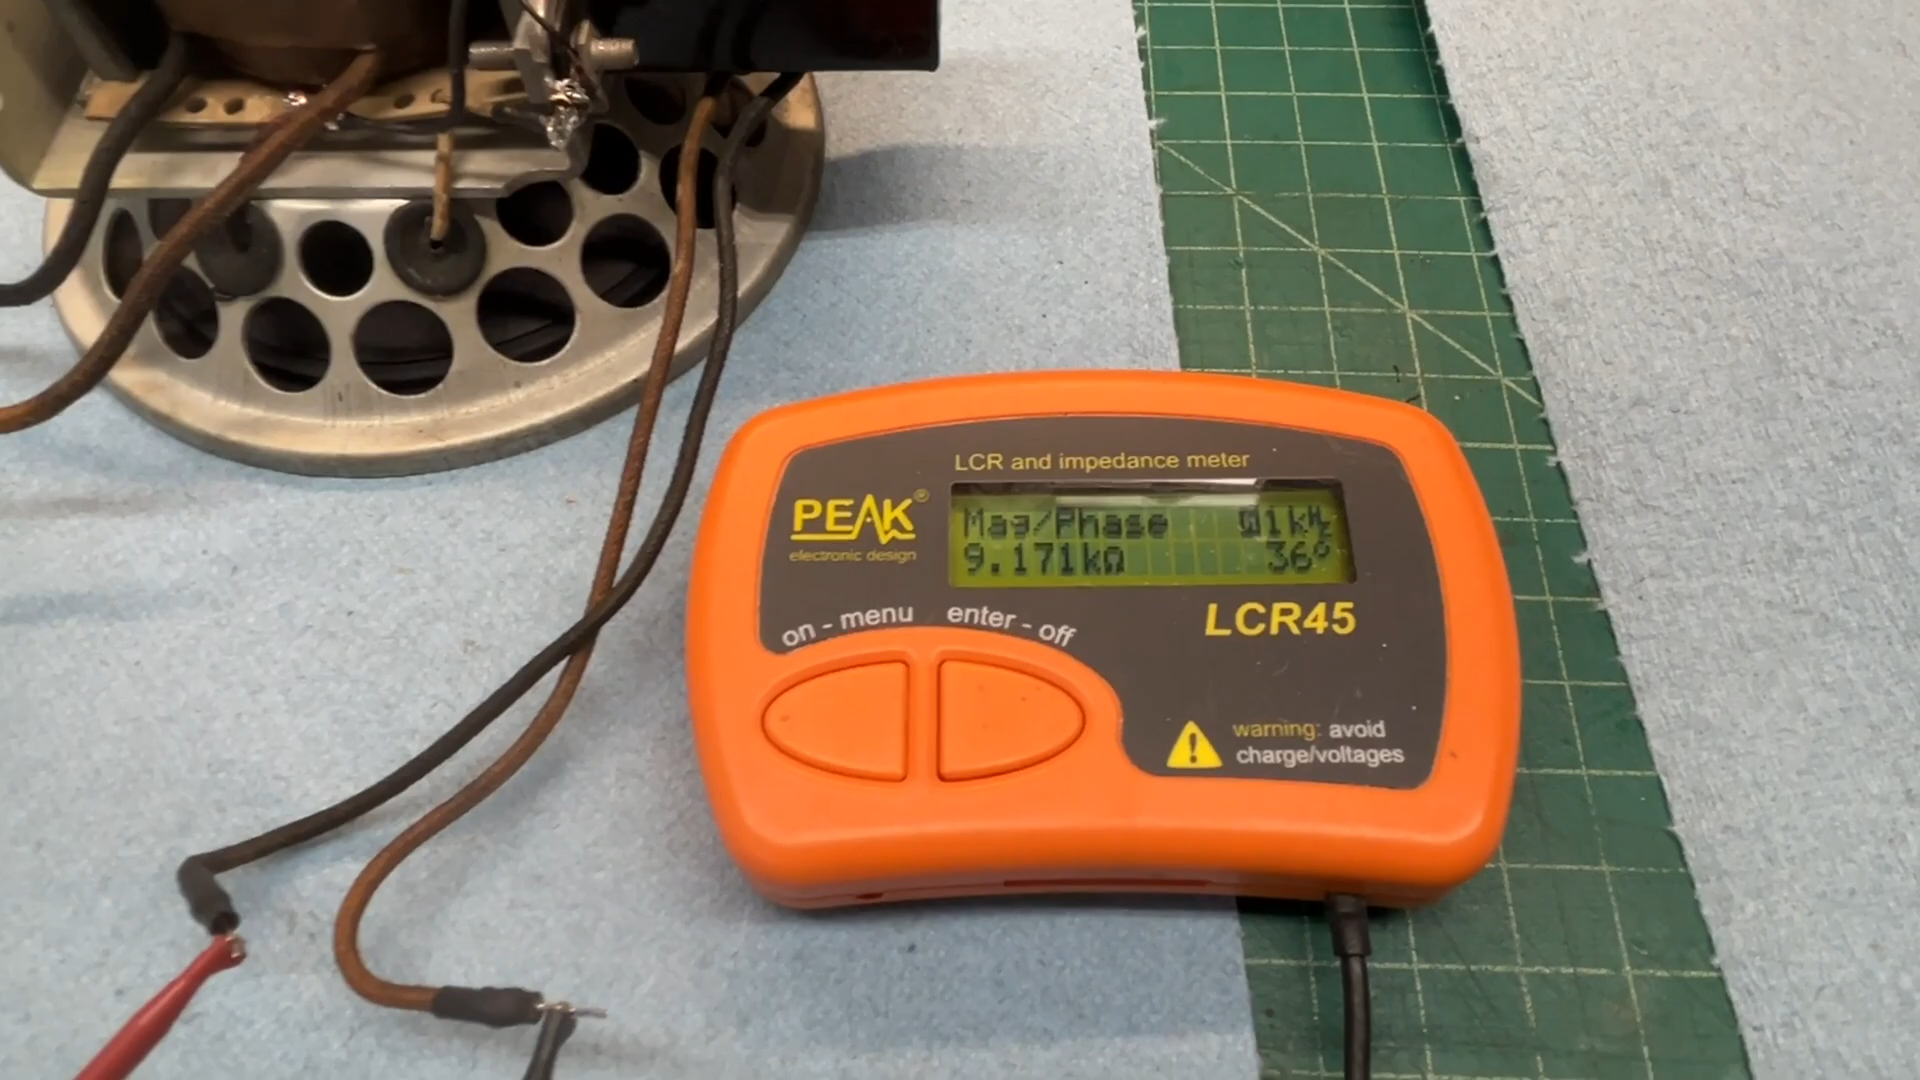 LCR and impedance meter
PEAK®
electronic design
Mag/Phase @1kHz
9.171kΩ 36°
on - menu enter - off
LCR45
warning: avoid
charge/voltages